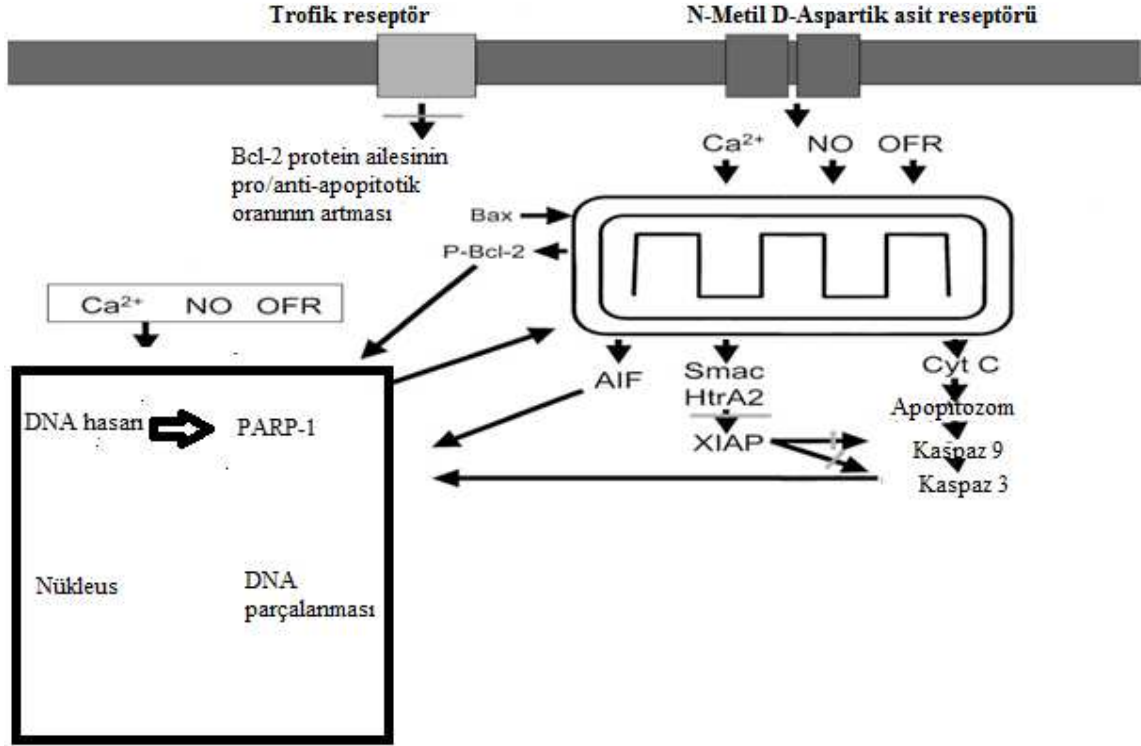 Trofik reseptör
N-Metil D-Aspartik asit reseptörü
Bcl-2 protein ailesinin
pro/anti-apopitotik
oranının artması
Ca²⁺ NO OFR
Bax
P-Bcl-2
Ca²⁺ NO OFR
AIF
Smac
HtrA2
XIAP
Cyt C
Apopitozom
Kaspaz 9
Kaspaz 3
DNA hasarı
PARP-1
Nükleus
DNA
parçalanması